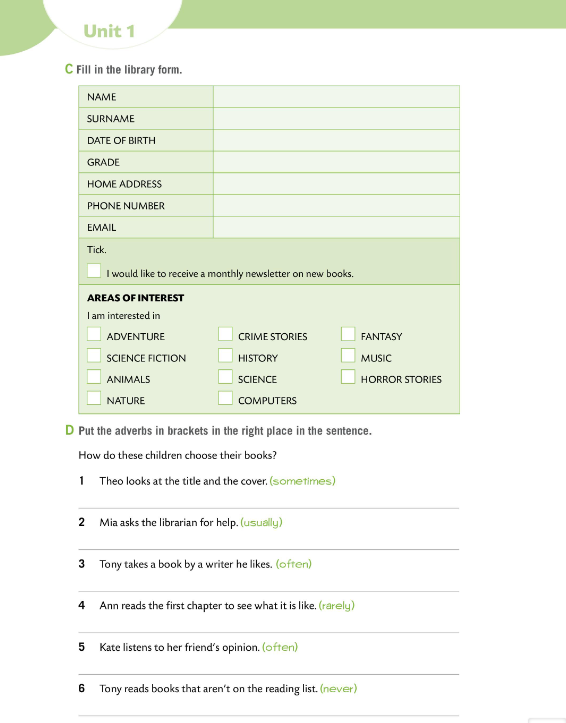 Unit 1
C Fill in the library form.
NAME
SURNAME
DATE OF BIRTH
GRADE
HOME ADDRESS
PHONE NUMBER
EMAIL
Tick.
I would like to receive a monthly newsletter on new books.
AREAS OF INTEREST
I am interested in
ADVENTURE CRIME STORIES FANTASY
SCIENCE FICTION HISTORY MUSIC
ANIMALS SCIENCE HORROR STORIES
NATURE COMPUTERS
D Put the adverbs in brackets in the right place in the sentence.
How do these children choose their books?
1 Theo looks at the title and the cover. (sometimes)
2 Mia asks the librarian for help. (usually)
3 Tony takes a book by a writer he likes. (often)
4 Ann reads the first chapter to see what it is like. (rarely)
5 Kate listens to her friend's opinion. (often)
6 Tony reads books that aren't on the reading list. (never)